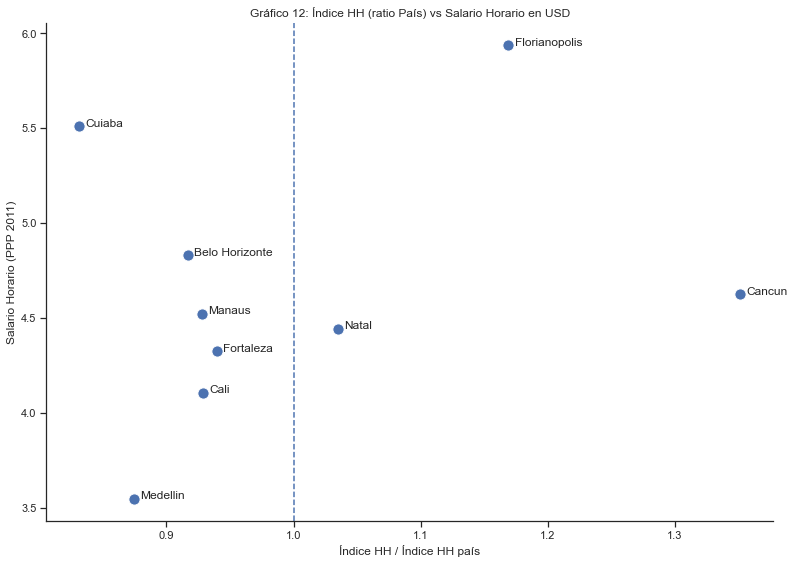 Gráfico 12: Índice HH (ratio País) vs Salario Horario en USD
6.0
Florianopolis
Cuiaba
5.5
5.0
Belo Horizonte
Salario Horario (PPP 2011)
Cancun
Manaus
4.5
Natal
Fortaleza
Cali
4.0
Medellin
3.5
0.9
1.0
1.1
1.2
1.3
Índice HH / Índice HH país